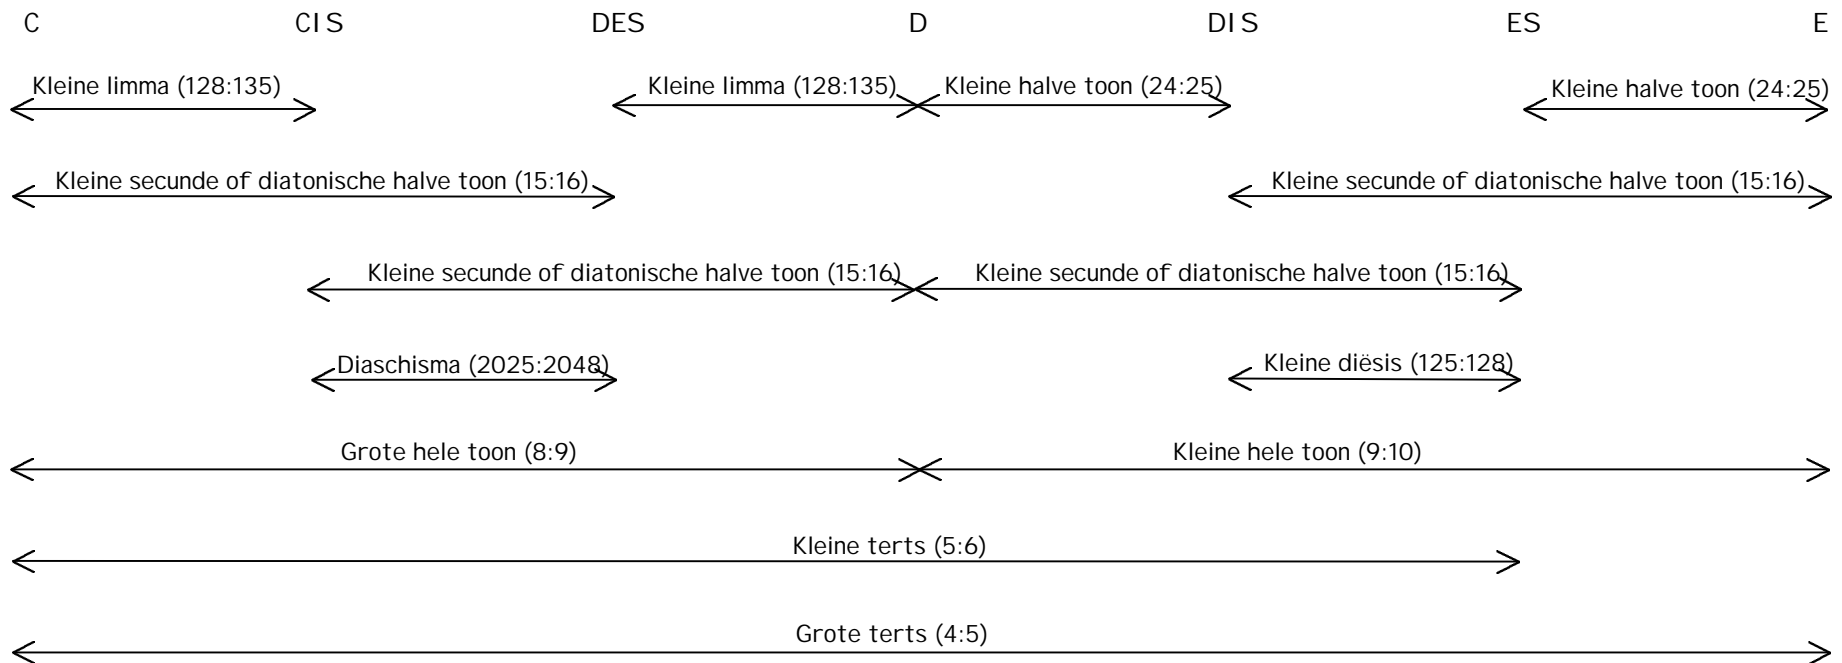 C CIS DES D DIS ES E
Kleine limma (128:135) Kleine limma (128:135) Kleine halve toon (24:25) Kleine halve toon (24:25)
Kleine secunde of diatonische halve toon (15:16) Kleine secunde of diatonische halve toon (15:16)
Kleine secunde of diatonische halve toon (15:16) Kleine secunde of diatonische halve toon (15:16)
Diaschisma (2025:2048) Kleine diësis (125:128)
Grote hele toon (8:9) Kleine hele toon (9:10)
Kleine terts (5:6)
Grote terts (4:5)